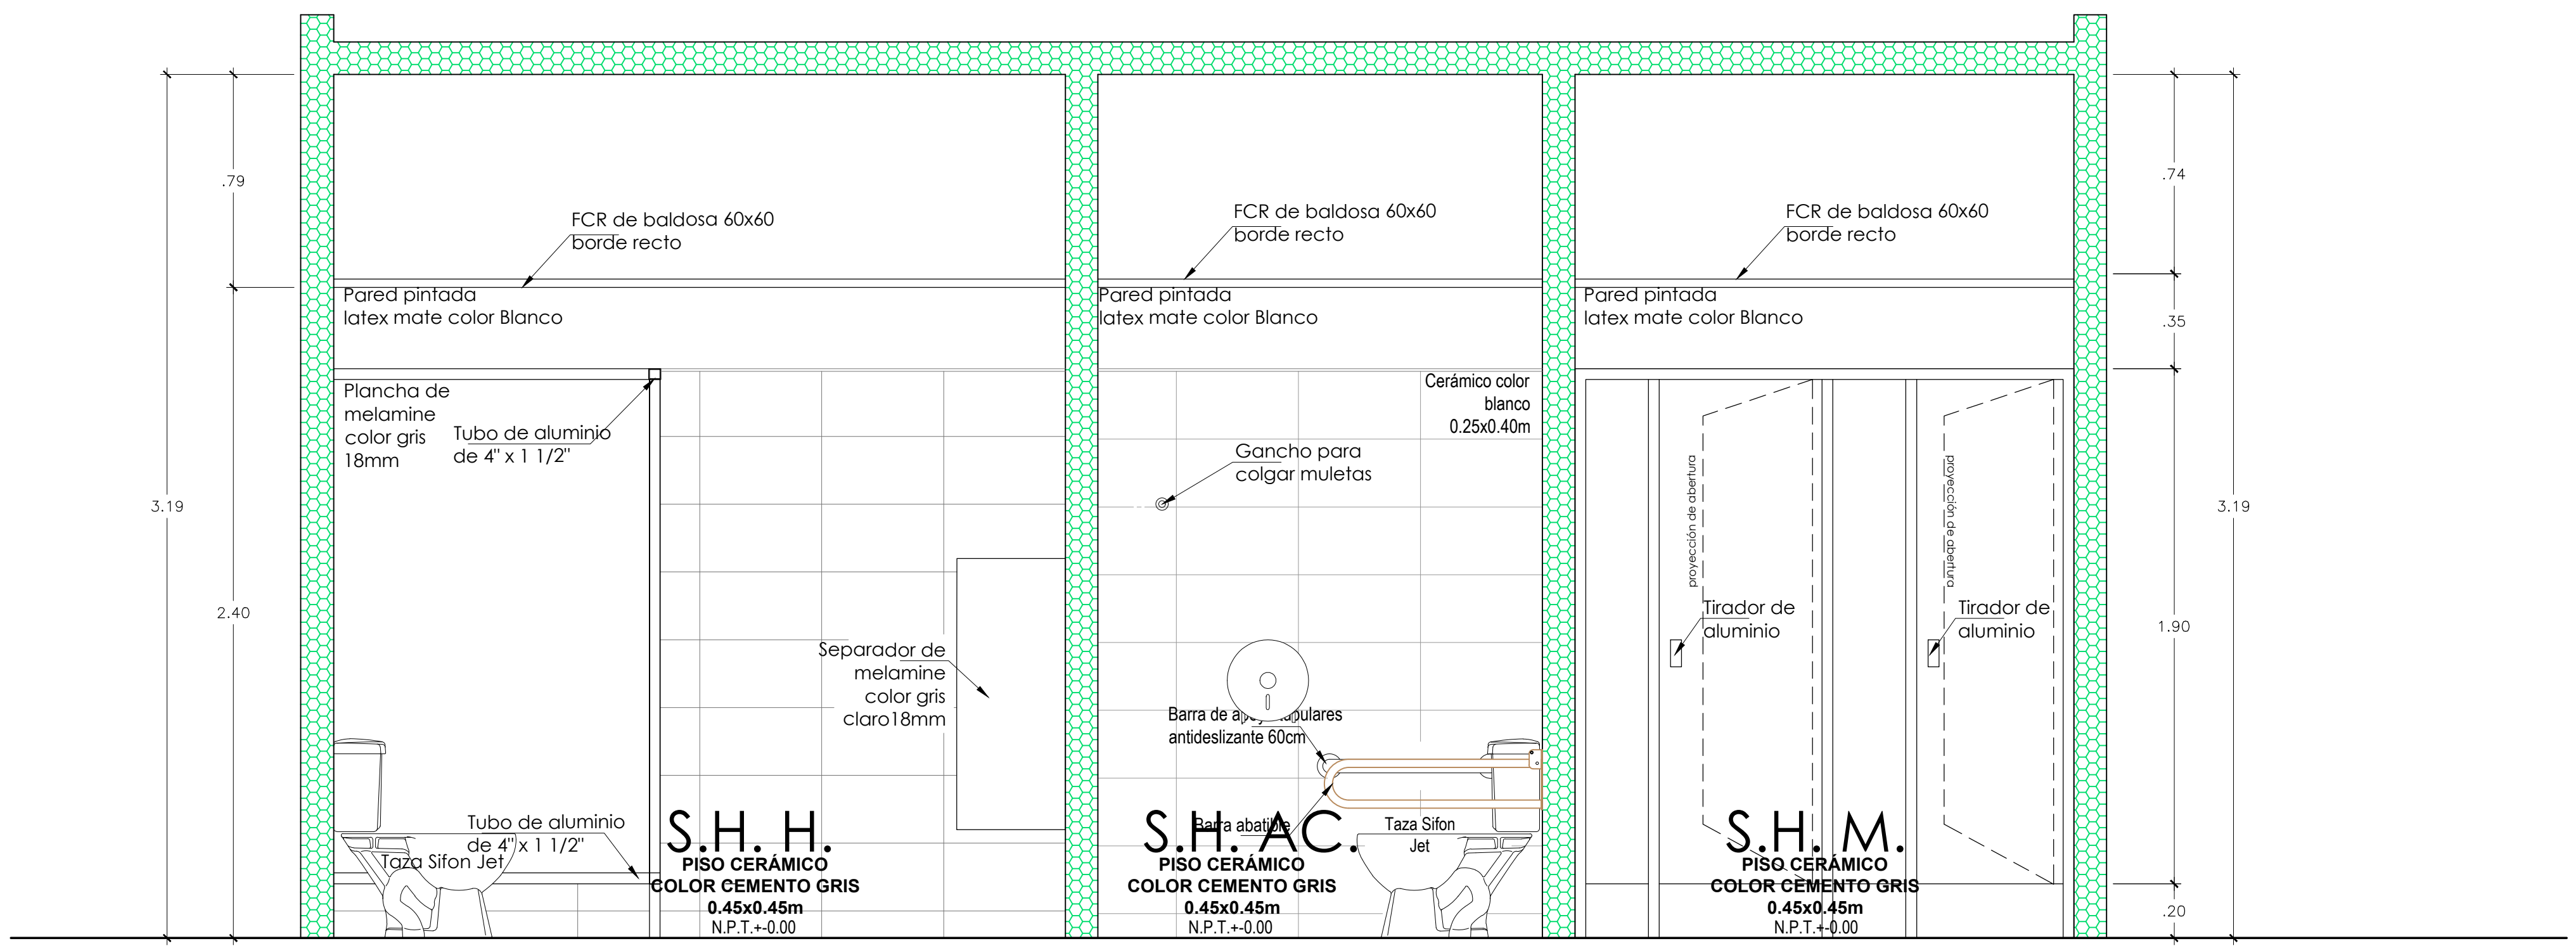 .79
.74
FCR de baldosa 60x60
borde recto
FCR de baldosa 60x60
borde recto
FCR de baldosa 60x60
borde recto
Pared pintada
latex mate color Blanco
Pared pintada
latex mate color Blanco
Pared pintada
latex mate color Blanco
.35
Plancha de
melamine
color gris
18mm
Tubo de aluminio
de 4" x 1 1/2"
Cerámico color
blanco
0.25x0.40m
Gancho para
colgar muletas
proyección de abertura
proyección de abertura
3.19
3.19
2.40
1.90
Tirador de
aluminio
Tirador de
aluminio
Separador de
melamine
color gris
claro18mm
Barra de apoyo tubulares
antideslizante 60cm
Tubo de aluminio
de 4" x 1 1/2"
Taza Sifon Jet
Barra abatible
Taza Sifon
Jet
S.H. H.
PISO CERÁMICO
COLOR CEMENTO GRIS
0.45x0.45m
N.P.T.+-0.00
S.H. AC.
PISO CERÁMICO
COLOR CEMENTO GRIS
0.45x0.45m
N.P.T.+-0.00
S.H. M.
PISO CERÁMICO
COLOR CEMENTO GRIS
0.45x0.45m
N.P.T.+-0.00
.20